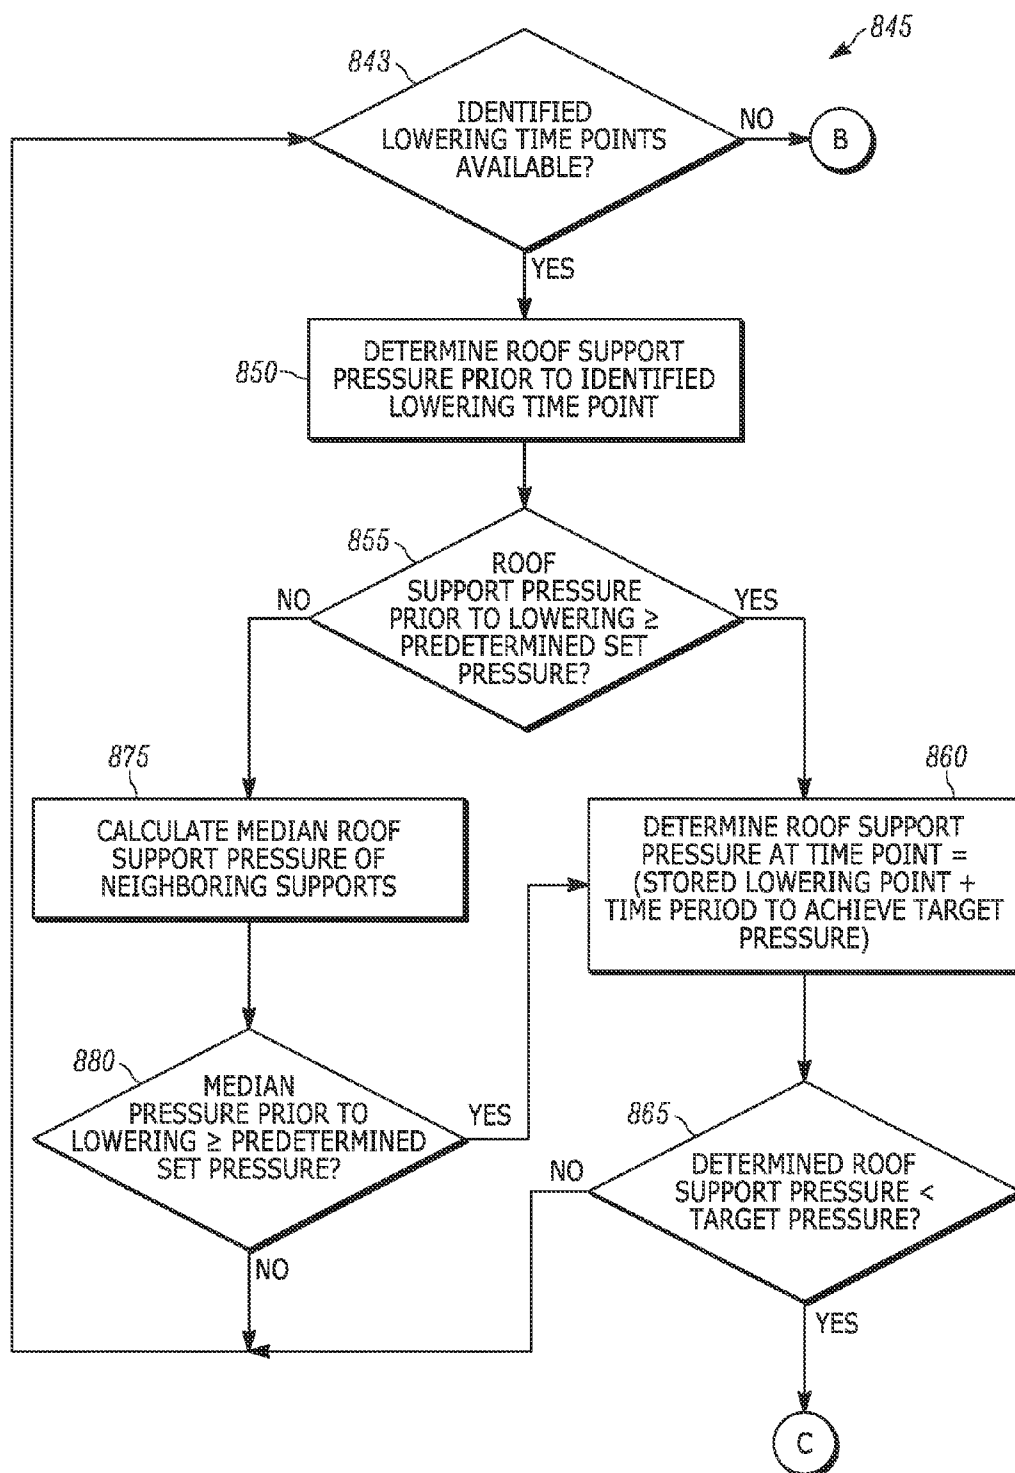 845
843
IDENTIFIED
LOWERING TIME POINTS
AVAILABLE?
NO
B
YES
850
DETERMINE ROOF SUPPORT
PRESSURE PRIOR TO IDENTIFIED
LOWERING TIME POINT
855
ROOF
SUPPORT PRESSURE
PRIOR TO LOWERING ≥
PREDETERMINED SET
PRESSURE?
NO
YES
875
CALCULATE MEDIAN ROOF
SUPPORT PRESSURE OF
NEIGHBORING SUPPORTS
860
DETERMINE ROOF SUPPORT
PRESSURE AT TIME POINT =
(STORED LOWERING POINT +
TIME PERIOD TO ACHIEVE TARGET
PRESSURE)
880
MEDIAN
PRESSURE PRIOR TO
LOWERING ≥ PREDETERMINED
SET PRESSURE?
YES
NO
865
DETERMINED ROOF
SUPPORT PRESSURE <
TARGET PRESSURE?
NO
YES
C